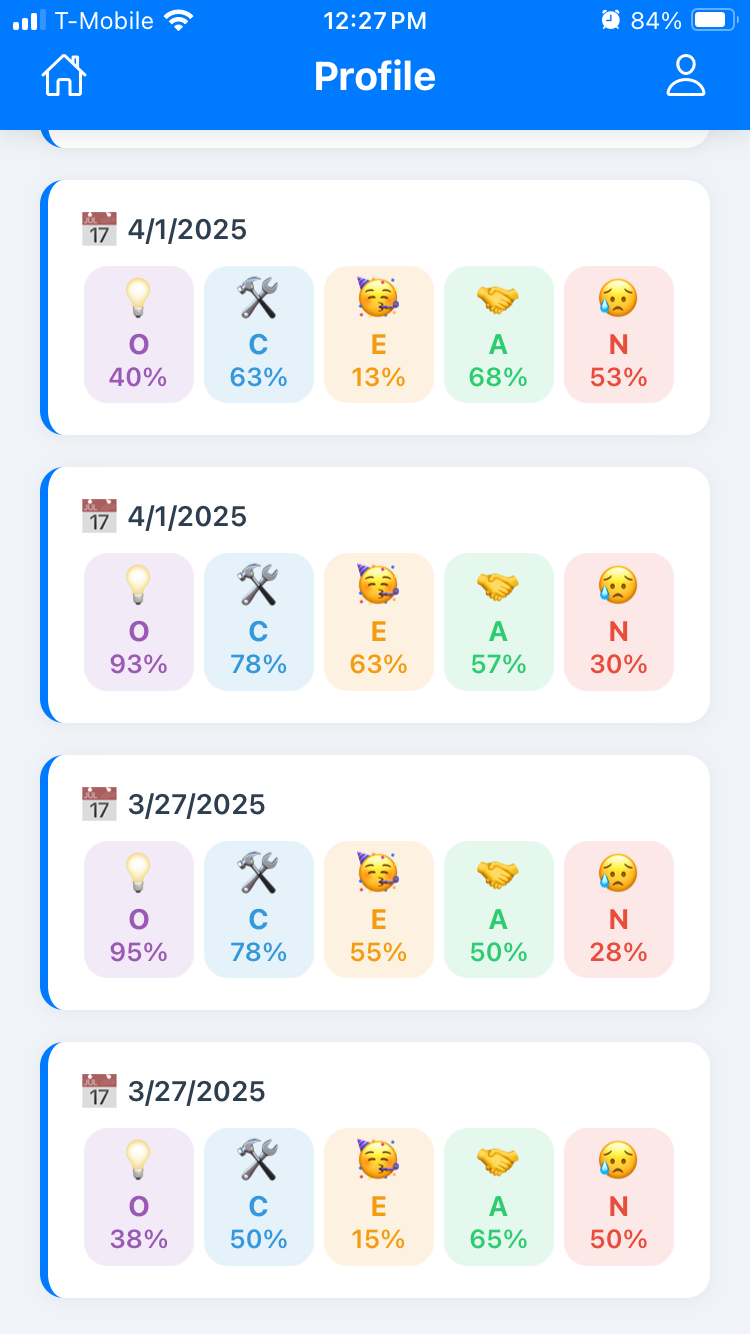 T-Mobile 12:27 PM 84%
Profile
JUL 17 4/1/2025
O C E A N
40% 63% 13% 68% 53%
JUL 17 4/1/2025
O C E A N
93% 78% 63% 57% 30%
JUL 17 3/27/2025
O C E A N
95% 78% 55% 50% 28%
JUL 17 3/27/2025
O C E A N
38% 50% 15% 65% 50%